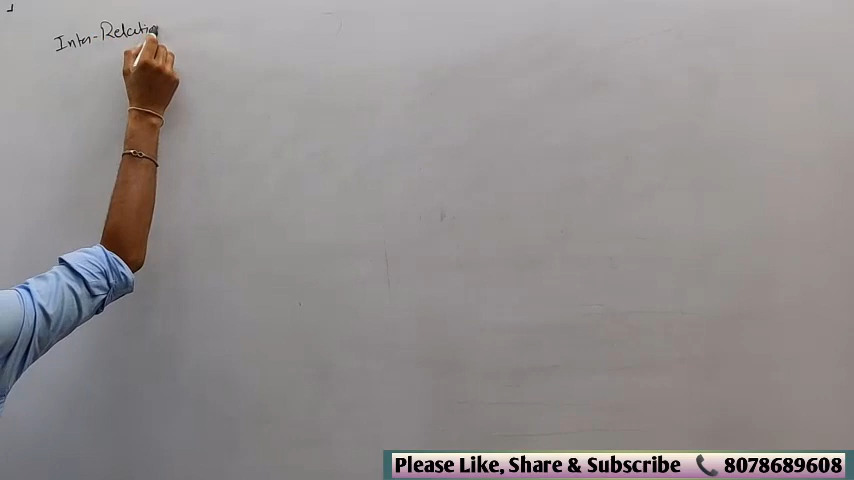 Inter-Relatio
Please Like, Share & Subscribe 📞 8078689608